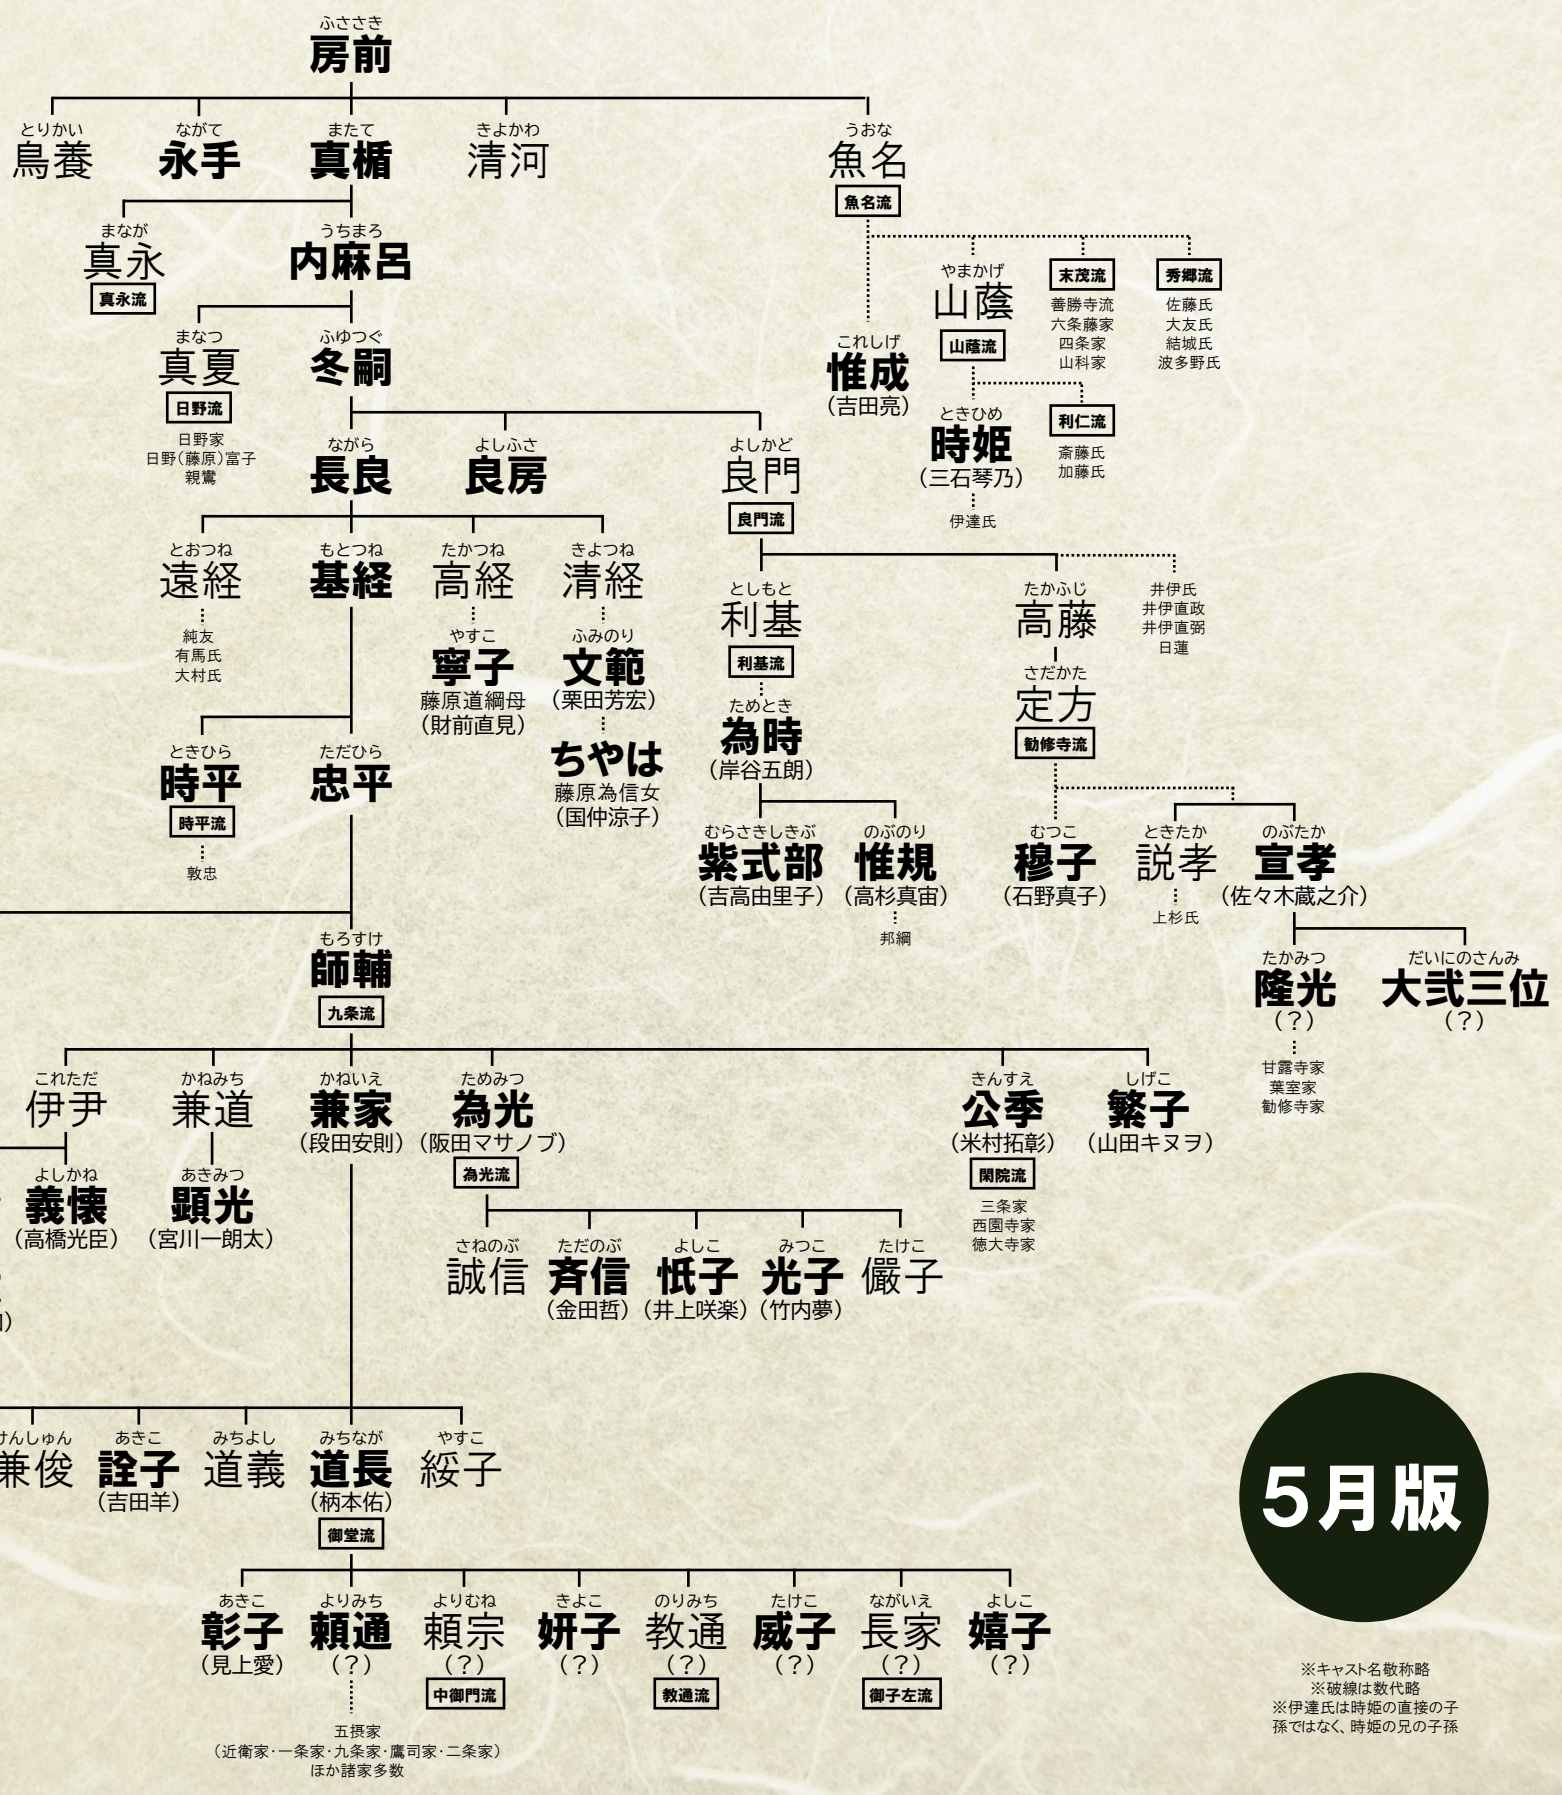 ふささき
房前
とりかい
鳥養
ながて
永手
またて
真楯
きよかわ
清河
うおな
魚名
魚名流
まなが
真永
真永流
うちまろ
内麻呂
やまかげ
山蔭
山蔭流
末茂流
善勝寺流
六条藤家
四条家
山科家
秀郷流
佐藤氏
大友氏
結城氏
波多野氏
まなつ
真夏
日野流
日野家
日野(藤原)富子
親鸞
ふゆつぐ
冬嗣
これしげ
惟成
(吉田亮)
ときひめ
時姫
(三石琴乃)
伊達氏
利仁流
斎藤氏
加藤氏
ながら
長良
よしふさ
良房
よしかど
良門
良門流
とおつね
遠経
純友
有馬氏
大村氏
もとつね
基経
たかつね
高経
やすこ
寧子
藤原道綱母
(財前直見)
きよつね
清経
ふみのり
文範
(栗田芳宏)
ちやは
藤原為信女
(国仲涼子)
としもと
利基
利基流
ためとき
為時
(岸谷五朗)
たかふじ
高藤
さだかた
定方
勧修寺流
井伊氏
井伊直政
井伊直弼
日蓮
ときひら
時平
時平流
敦忠
ただひら
忠平
むらさきしきぶ
紫式部
(吉高由里子)
のぶのり
惟規
(高杉真宙)
邦綱
むつこ
穆子
(石野真子)
ときたか
説孝
上杉氏
のぶたか
宣孝
(佐々木蔵之介)
もろすけ
師輔
九条流
たかみつ
隆光
(?)
甘露寺家
葉室家
勧修寺家
だいにのさんみ
大弐三位
(?)
これただ
伊尹
かねみち
兼道
かねいえ
兼家
(段田安則)
ためみつ
為光
(阪田マサノブ)
為光流
きんすえ
公季
(米村拓彰)
閑院流
三条家
西園寺家
徳大寺家
しげこ
繁子
(山田キヌヲ)
よしかね
義懐
(高橋光臣)
あきみつ
顕光
(宮川一朗太)
さねのぶ
誠信
ただのぶ
斉信
(金田哲)
よしこ
忯子
(井上咲楽)
みつこ
光子
(竹内夢)
たけこ
儼子
けんしゅん
兼俊
あきこ
詮子
(吉田羊)
みちよし
道義
みちなが
道長
(柄本佑)
御堂流
やすこ
綏子
5月版
あきこ
彰子
(見上愛)
よりみち
頼通
(?)
よりむね
頼宗
(?)
中御門流
きよこ
妍子
(?)
のりみち
教通
(?)
教通流
たけこ
威子
(?)
ながいえ
長家
(?)
御子左流
よしこ
嬉子
(?)
五摂家
(近衛家・一条家・九条家・鷹司家・二条家)
ほか諸家多数
※キャスト名敬称略
※破線は数代略
※伊達氏は時姫の直接の子
孫ではなく、時姫の兄の子孫